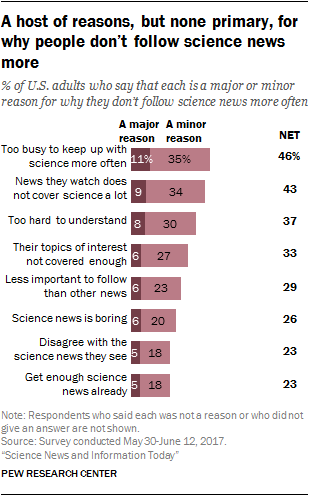 A host of reasons, but none primary, for
why people don't follow science news
more
% of U.S. adults who say that each is a major or minor
reason for why they don't follow science news more often
A major reason
A minor reason
NET
Too busy to keep up with
science more often
11%
35%
46%
News they watch does
not cover science a lot
9
34
43
Too hard to understand
8
30
37
Their topics of interest
not covered enough
6
27
33
Less important to follow
than other news
6
23
29
Science news is boring
6
20
26
Disagree with the
science news they see
5
18
23
Get enough science
news already
5
18
23
Note: Respondents who said each was not a reason or who did not
give an answer are not shown.
Source: Survey conducted May 30-June 12, 2017.
"Science News and Information Today"
PEW RESEARCH CENTER